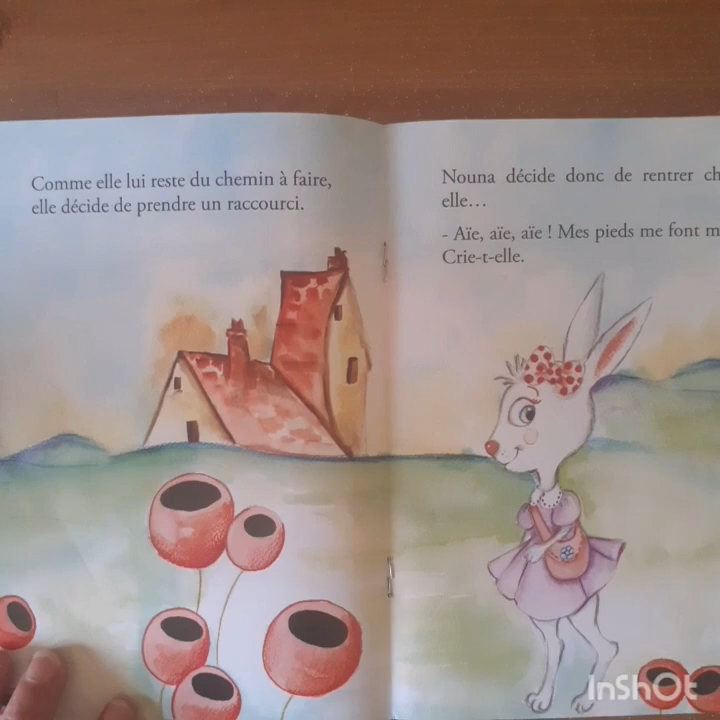 Comme elle lui reste du chemin à faire,
elle décide de prendre un raccourci.
Nouna décide donc de rentrer
elle...
- Aïe, aïe, aïe ! Mes pieds me font
Crie-t-elle.
InShOt